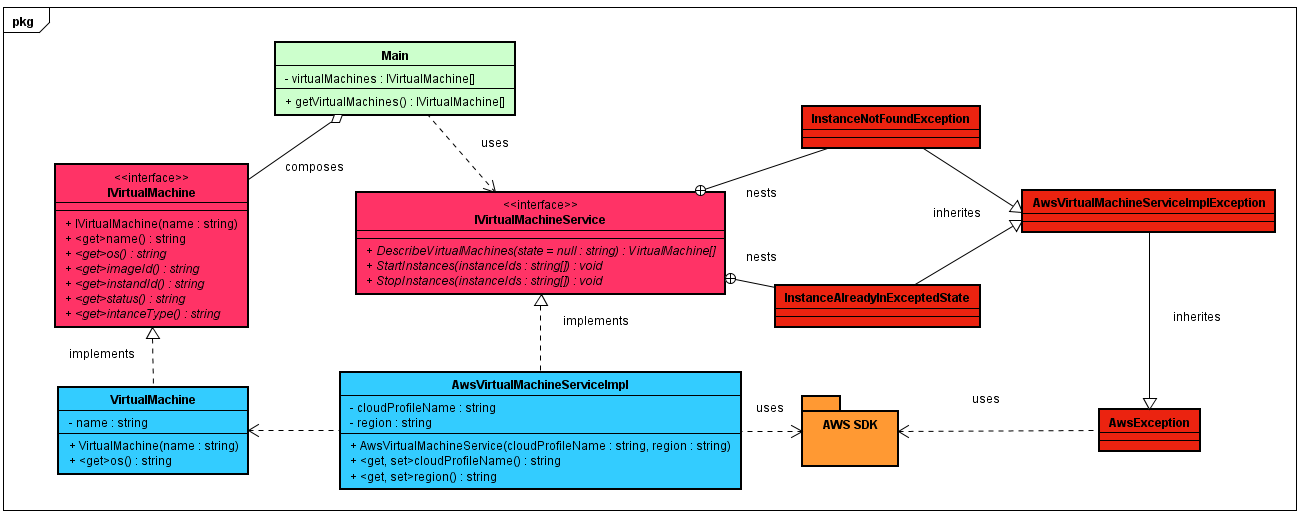 pkg
Main
- virtualMachines : IVirtualMachine[]
+ getVirtualMachines() : IVirtualMachine[]
composes
uses
<<interface>>
IVirtualMachine
+ IVirtualMachine(name : string)
+ <get>name() : string
+ <get>os() : string
+ <get>imageId() : string
+ <get>instandId() : string
+ <get>status() : string
+ <get>intanceType() : string
<<interface>>
IVirtualMachineService
+ DescribeVirtualMachines(state = null : string) : VirtualMachine[]
+ StartInstances(instanceIds : string[]) : void
+ StopInstances(instanceIds : string[]) : void
InstanceNotFoundException
nests
nests
InstanceAlreadyInExceptedState
inherites
AwsVirtualMachineServiceImplException
inherites
implements
implements
VirtualMachine
- name : string
+ VirtualMachine(name : string)
+ <get>os() : string
AwsVirtualMachineServiceImpl
- cloudProfileName : string
- region : string
+ AwsVirtualMachineService(cloudProfileName : string, region : string)
+ <get, set>cloudProfileName() : string
+ <get, set>region() : string
uses
AWS SDK
uses
AwsException